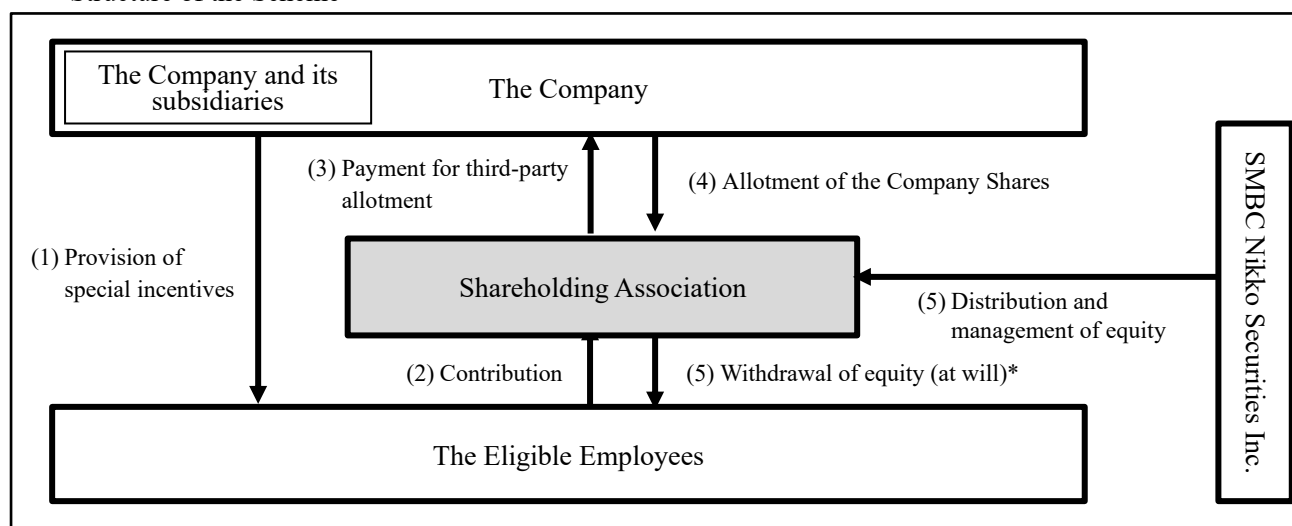 Structure of the Scheme
The Company and its
subsidiaries
The Company
(3) Payment for third-party
allotment
(4) Allotment of the Company Shares
(1) Provision of
special incentives
Shareholding Association
(5) Distribution and
management of equity
SMBC Nikko Securities Inc.
(2) Contribution
(5) Withdrawal of equity (at will)*
The Eligible Employees